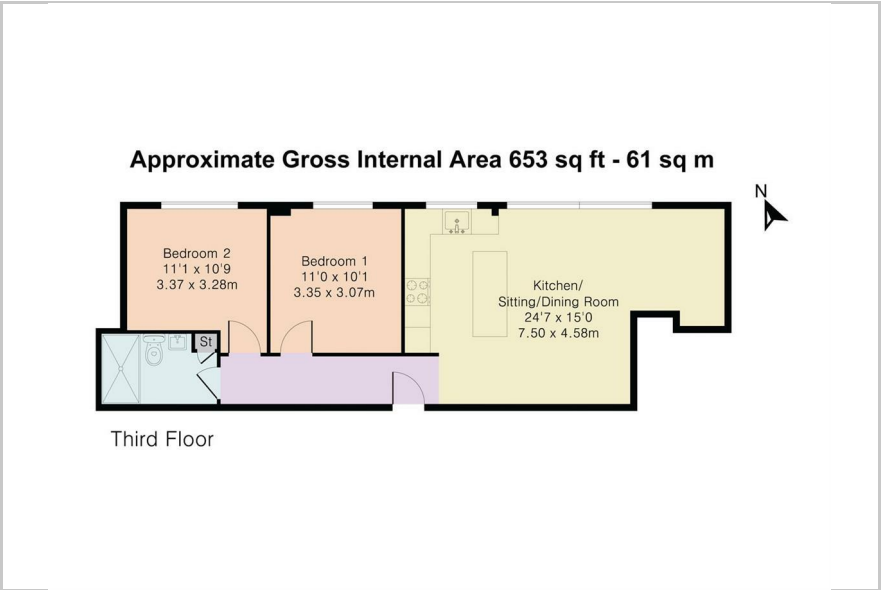 Approximate Gross Internal Area 653 sq ft - 61 sq m
N
Bedroom 2
11'1 x 10'9
3.37 x 3.28m
Bedroom 1
11'0 x 10'1
3.35 x 3.07m
Kitchen/
Sitting/Dining Room
24'7 x 15'0
7.50 x 4.58m
St
Third Floor